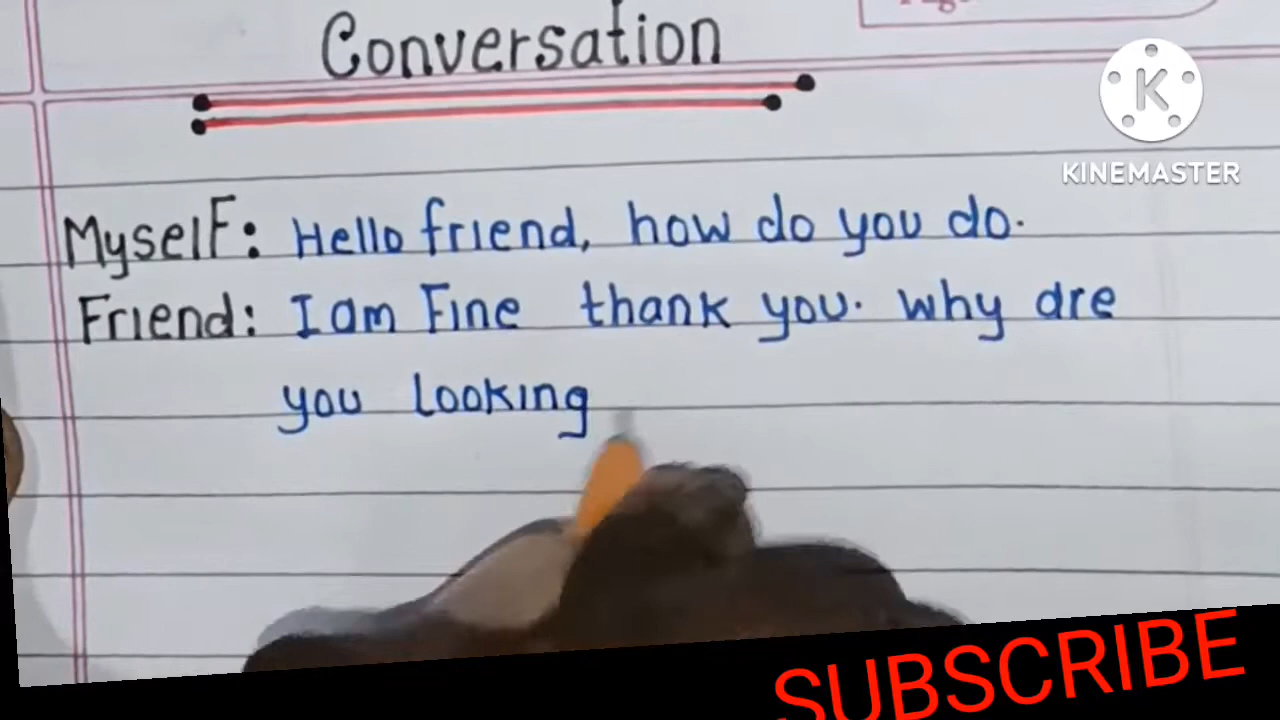 Conversation
K
KINEMASTER
Myself: Hello friend, how do you do.
Friend: I am Fine thank you. why are
you looking
SUBSCRIBE